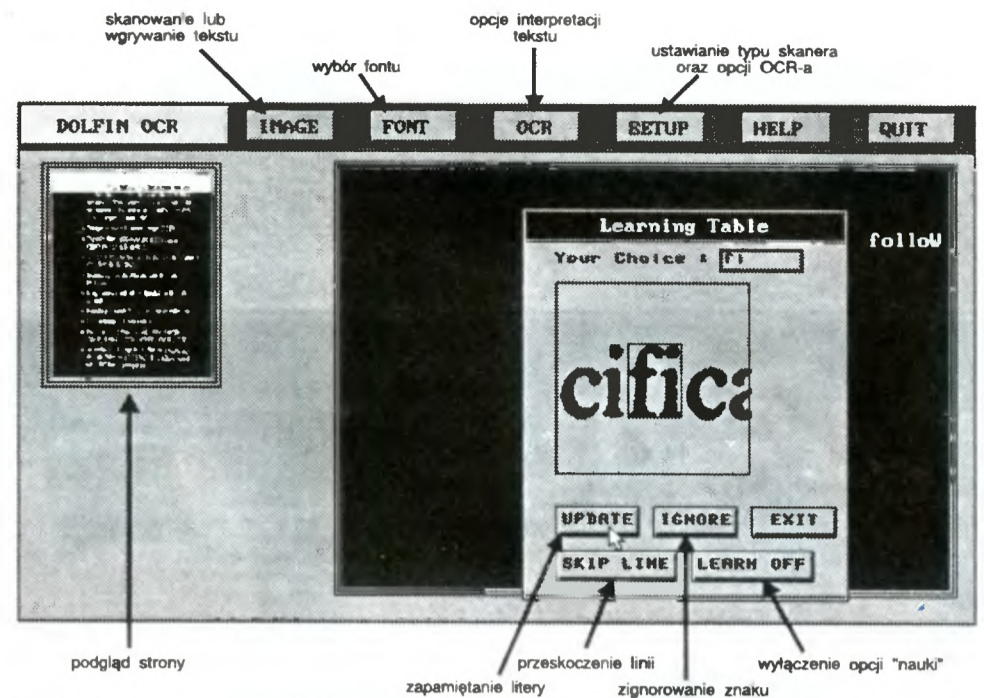 skanowanie lub
wgrywanie tekstu
wybór fontu
opcje interpretacji
tekstu
ustawianie typu skanera
oraz opcji OCR-a
DOLFIN OCR
IMAGE
FONT
OCR
SETUP
HELP
QUIT
Learning Table
Your Choice : fi
follow
cifica
UPDATE
IGNORE
EXIT
SKIP LINE
LEARN OFF
podgląd strony
zapamiętanie litery
przeskoczenie linii
zignorowanie znaku
wyłączenie opcji "nauki"